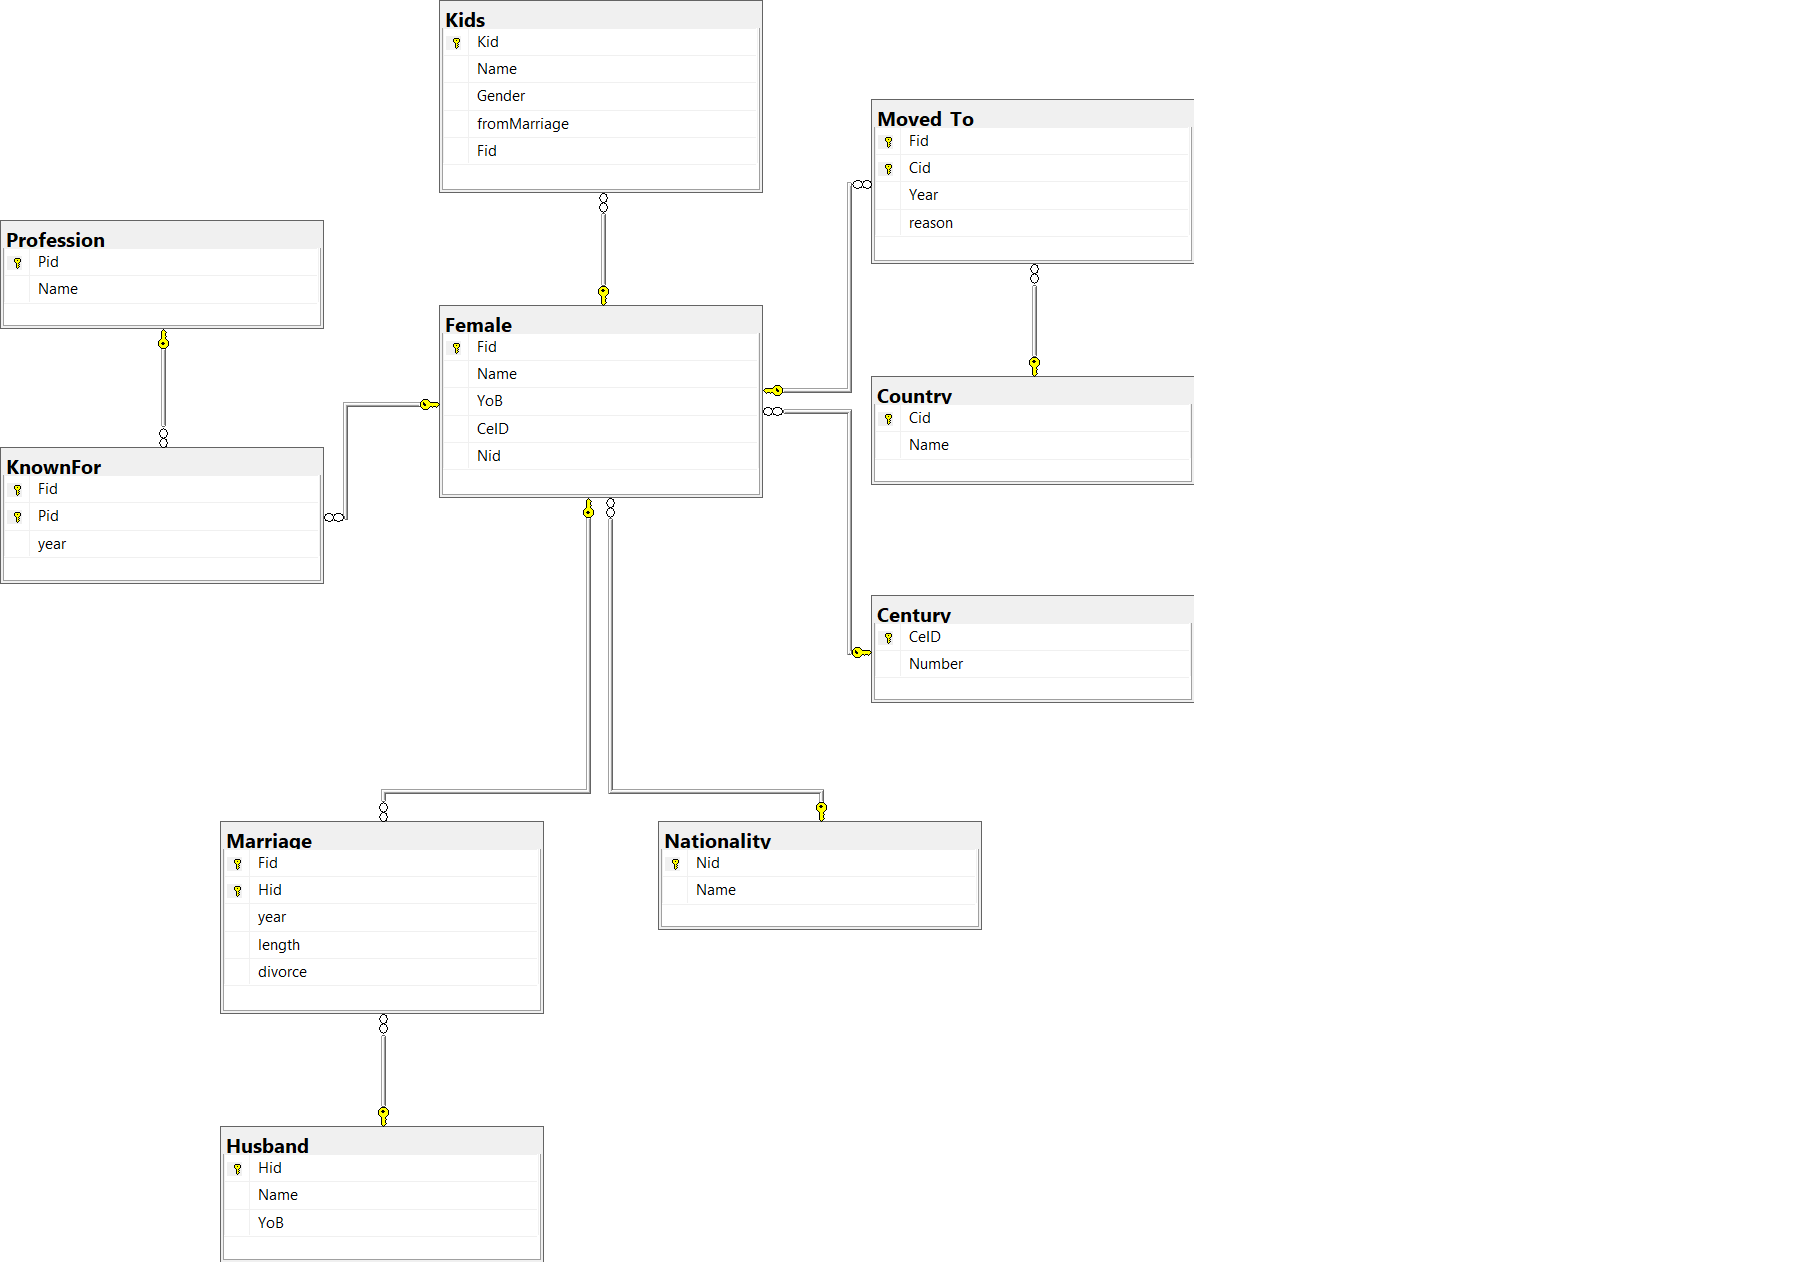 Kids
Kid
Name
Gender
fromMarriage
Fid
Moved_To
Fid
Cid
Year
reason
Profession
Pid
Name
Female
Fid
Name
YoB
CeID
Nid
Country
Cid
Name
KnownFor
Fid
Pid
year
Century
CeID
Number
Marriage
Fid
Hid
year
length
divorce
Nationality
Nid
Name
Husband
Hid
Name
YoB